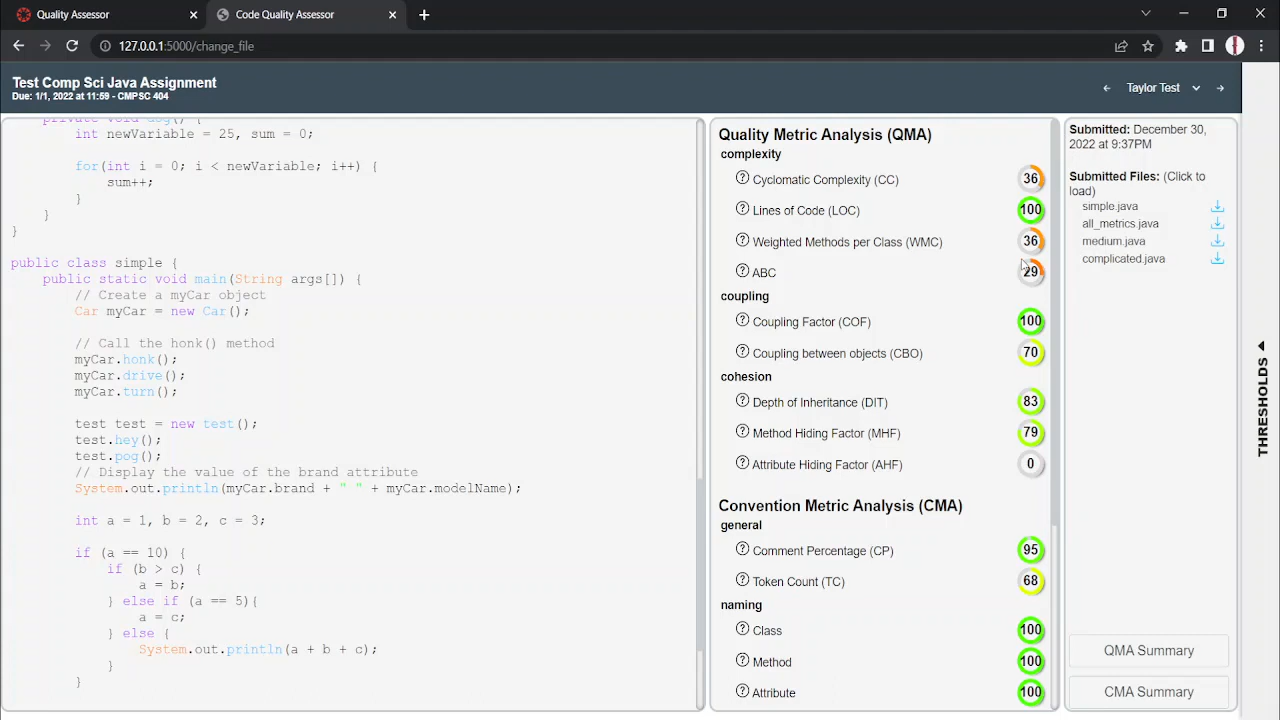 Quality Assessor
Code Quality Assessor
127.0.0.1:5000/change_file
Test Comp Sci Java Assignment
Due: 1/1, 2022 at 11:59 - CMPSC 404
Taylor Test
int newVariable = 25, sum = 0;
for(int i = 0; i < newVariable; i++) {
sum++;
}
}
}
public class simple {
public static void main(String args[]) {
// Create a myCar object
Car myCar = new Car();
// Call the honk() method
myCar.honk();
myCar.drive();
myCar.turn();
test test = new test();
test.hey();
test.pog();
// Display the value of the brand attribute
System.out.println(myCar.brand + " " + myCar.modelName);
int a = 1, b = 2, c = 3;
if (a == 10) {
if (b > c) {
a = b;
} else if (a == 5){
a = c;
} else {
System.out.println(a + b + c);
}
}
Quality Metric Analysis (QMA)
complexity
? Cyclomatic Complexity (CC) 36
? Lines of Code (LOC) 100
? Weighted Methods per Class (WMC) 36
? ABC 29
coupling
? Coupling Factor (COF) 100
? Coupling between objects (CBO) 70
cohesion
? Depth of Inheritance (DIT) 83
? Method Hiding Factor (MHF) 79
? Attribute Hiding Factor (AHF) 0
Convention Metric Analysis (CMA)
general
? Comment Percentage (CP) 95
? Token Count (TC) 68
naming
? Class 100
? Method 100
? Attribute 100
Submitted: December 30,
2022 at 9:37PM
Submitted Files: (Click to
load)
simple.java
all_metrics.java
medium.java
complicated.java
QMA Summary
CMA Summary
THRESHOLDS